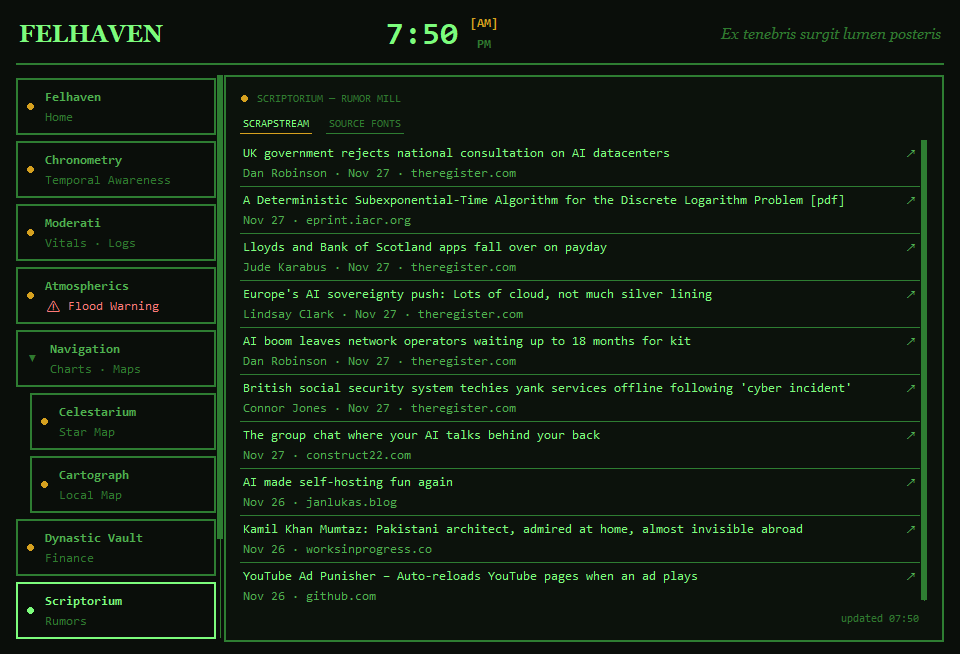 FELHAVEN
7:50 [AM]
PM
Ex tenebris surgit lumen posteris
Felhaven
Home
Chronometry
Temporal Awareness
Moderati
Vitals · Logs
Atmospherics
⚠ Flood Warning
▼ Navigation
Charts · Maps
Celestarium
Star Map
Cartograph
Local Map
Dynastic Vault
Finance
Scriptorium
Rumors
SCRIPTORIUM — RUMOR MILL
SCRAPSTREAM SOURCE FONTS
UK government rejects national consultation on AI datacenters ↗
Dan Robinson · Nov 27 · theregister.com
A Deterministic Subexponential-Time Algorithm for the Discrete Logarithm Problem [pdf] ↗
Nov 27 · eprint.iacr.org
Lloyds and Bank of Scotland apps fall over on payday ↗
Jude Karabus · Nov 27 · theregister.com
Europe's AI sovereignty push: Lots of cloud, not much silver lining ↗
Lindsay Clark · Nov 27 · theregister.com
AI boom leaves network operators waiting up to 18 months for kit ↗
Dan Robinson · Nov 27 · theregister.com
British social security system techies yank services offline following 'cyber incident' ↗
Connor Jones · Nov 27 · theregister.com
The group chat where your AI talks behind your back ↗
Nov 27 · construct22.com
AI made self-hosting fun again ↗
Nov 26 · janlukas.blog
Kamil Khan Mumtaz: Pakistani architect, admired at home, almost invisible abroad ↗
Nov 26 · worksinprogress.co
YouTube Ad Punisher – Auto-reloads YouTube pages when an ad plays ↗
Nov 26 · github.com
updated 07:50